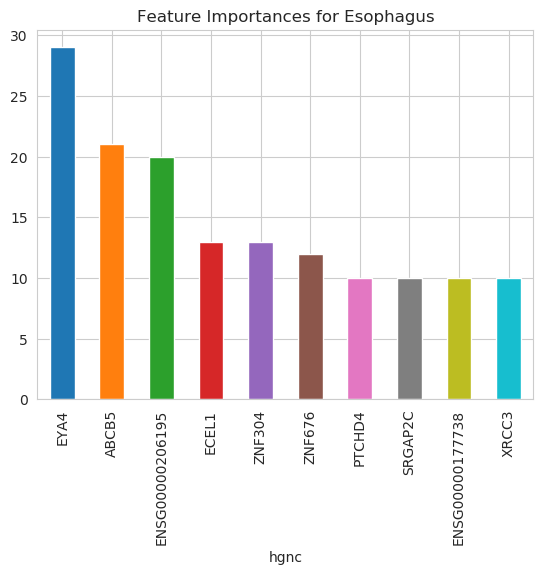 Feature Importances for Esophagus
30
25
20
15
10
5
0
EYA4
ABCB5
ENSG00000206195
ECEL1
ZNF304
ZNF676
PTCHD4
SRGAP2C
ENSG00000177738
XRCC3
hgnc